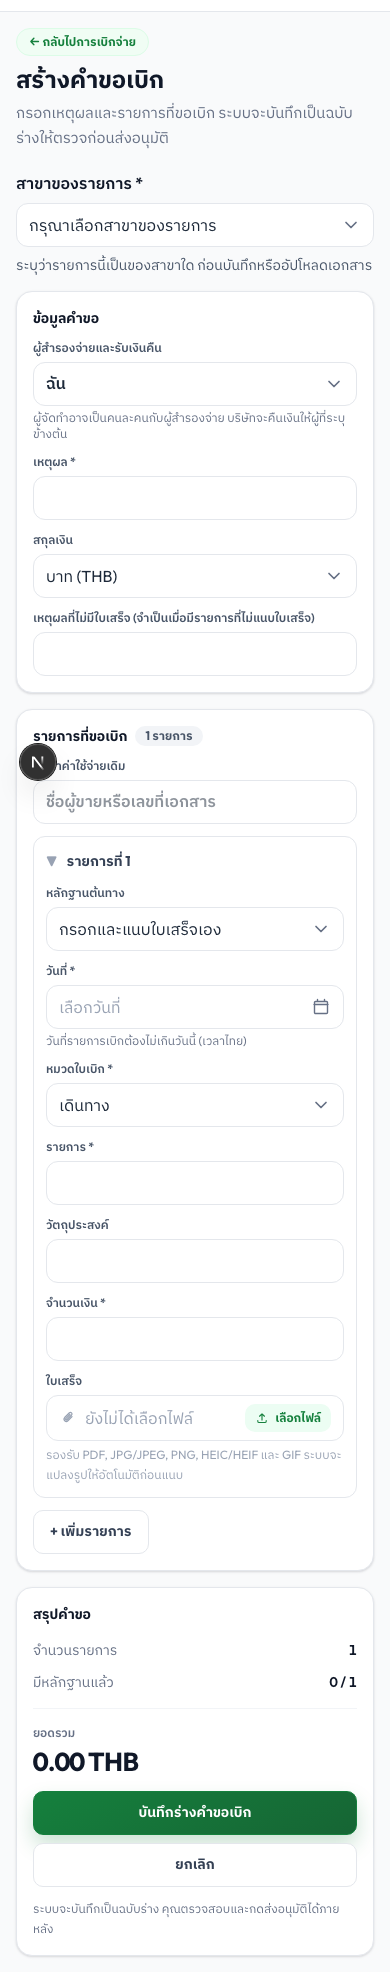 ← กลับไปการเบิกจ่าย
สร้างคำขอเบิก
กรอกเหตุผลและรายการที่ขอเบิก ระบบจะบันทึกเป็นฉบับ
ร่างให้ตรวจก่อนส่งอนุมัติ
สาขาของรายการ *
กรุณาเลือกสาขาของรายการ
ระบุว่ารายการนี้เป็นของสาขาใด ก่อนบันทึกหรืออัปโหลดเอกสาร
ข้อมูลคำขอ
ผู้สำรองจ่ายและรับเงินคืน
ฉัน
ผู้จัดทำอาจเป็นคนละคนกับผู้สำรองจ่าย บริษัทจะคืนเงินให้ผู้ที่ระบุ
ข้างต้น
เหตุผล *
สกุลเงิน
บาท (THB)
เหตุผลที่ไม่มีใบเสร็จ (จำเป็นเมื่อมีรายการที่ไม่แนบใบเสร็จ)
รายการที่ขอเบิก 1 รายการ
N
ค่าใช้จ่ายเดิม
ชื่อผู้ขายหรือเลขที่เอกสาร
▼ รายการที่ 1
หลักฐานต้นทาง
กรอกและแนบใบเสร็จเอง
วันที่ *
เลือกวันที่
วันที่รายการเบิกต้องไม่เกินวันนี้ (เวลาไทย)
หมวดใบเบิก *
เดินทาง
รายการ *
วัตถุประสงค์
จำนวนเงิน *
ใบเสร็จ
ยังไม่ได้เลือกไฟล์ เลือกไฟล์
รองรับ PDF, JPG/JPEG, PNG, HEIC/HEIF และ GIF ระบบจะ
แปลงรูปให้อัตโนมัติก่อนแนบ
+ เพิ่มรายการ
สรุปคำขอ
จำนวนรายการ 1
มีหลักฐานแล้ว 0 / 1
ยอดรวม
0.00 THB
บันทึกร่างคำขอเบิก
ยกเลิก
ระบบจะบันทึกเป็นฉบับร่าง คุณตรวจสอบและกดส่งอนุมัติได้ภาย
หลัง